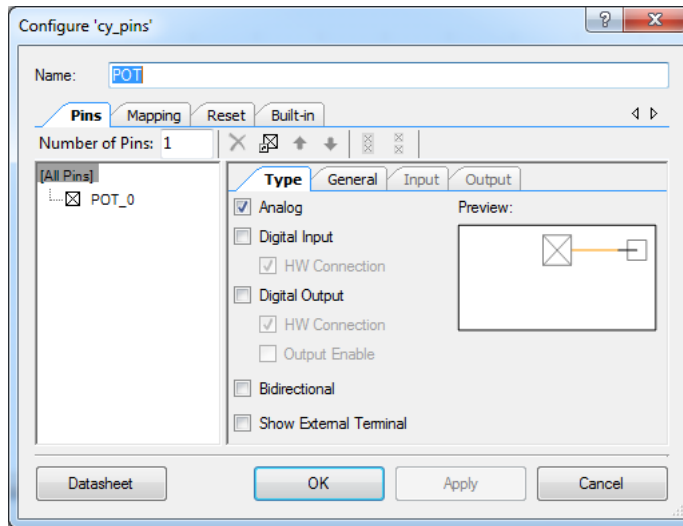 Configure 'cy_pins'
Name: POT
Pins Mapping Reset Built-in
Number of Pins: 1
[All Pins]
POT_0
Type General Input Output
Analog
Preview:
Digital Input
HW Connection
Digital Output
HW Connection
Output Enable
Bidirectional
Show External Terminal
Datasheet OK Apply Cancel